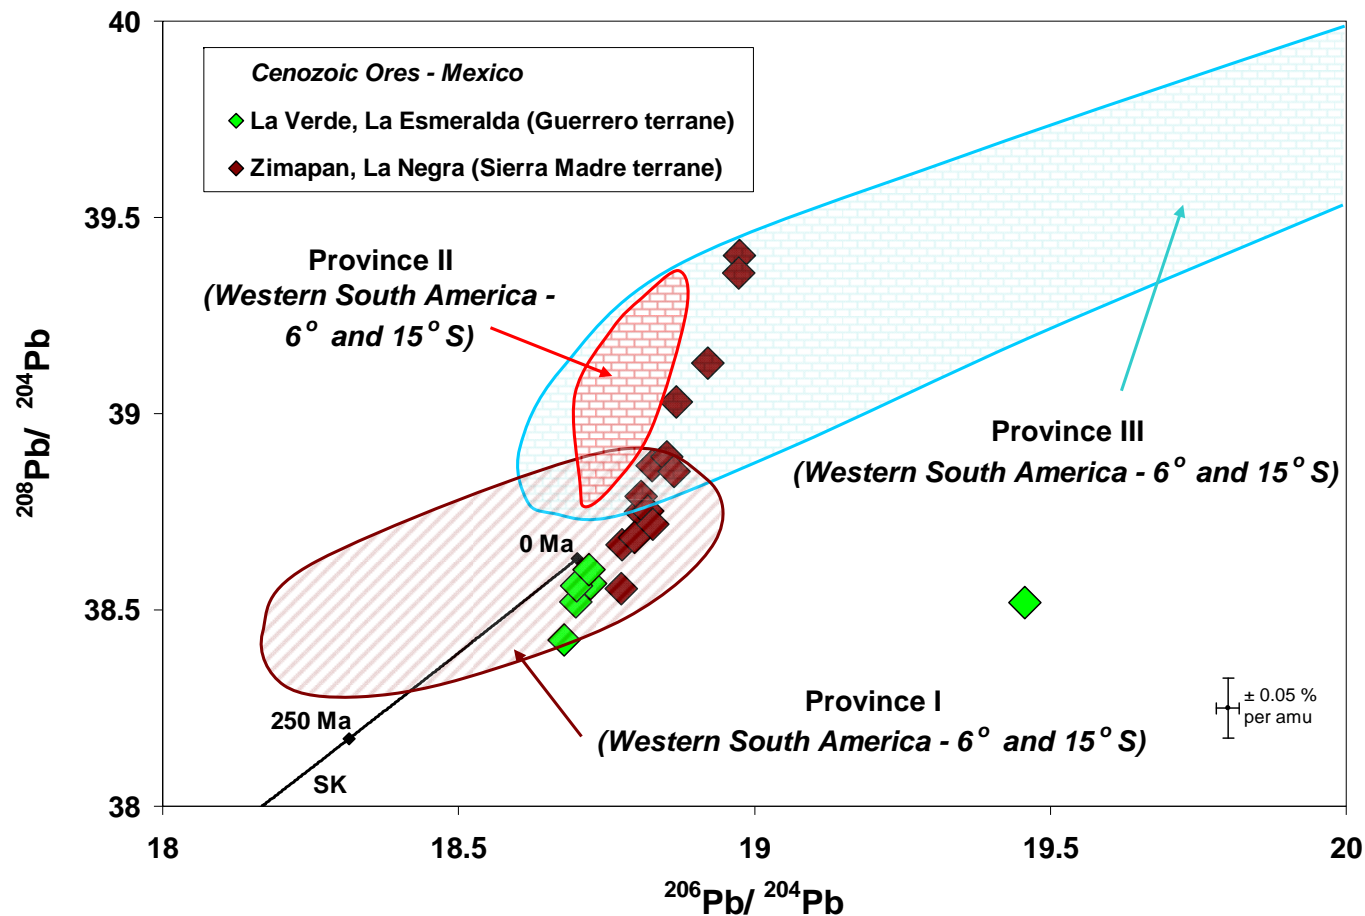 40
39.5
39
38.5
38
²⁰⁸Pb/ ²⁰⁴Pb
Cenozoic Ores - Mexico
La Verde, La Esmeralda (Guerrero terrane)
Zimapan, La Negra (Sierra Madre terrane)
Province II
(Western South America -
6° and 15° S)
Province III
(Western South America - 6° and 15° S)
0 Ma
250 Ma
SK
Province I
(Western South America - 6° and 15° S)
± 0.05 %
per amu
18
18.5
19
19.5
20
²⁰⁶Pb/ ²⁰⁴Pb